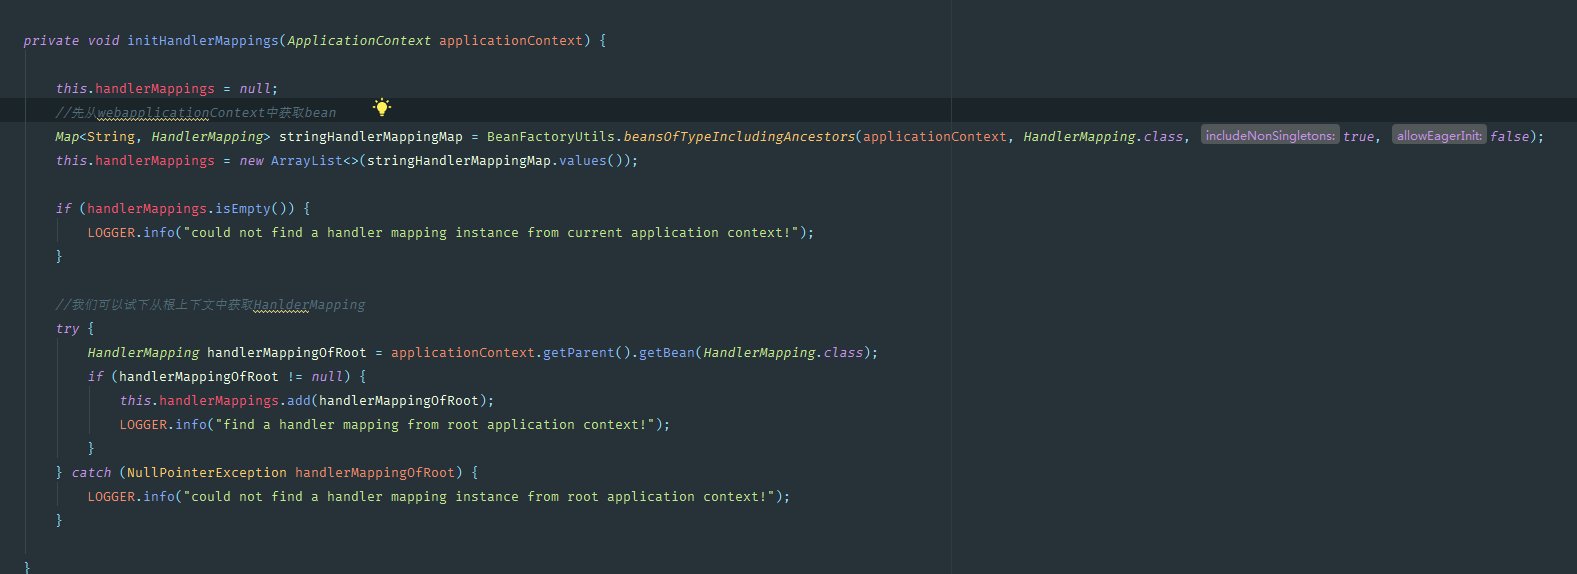 private void initHandlerMappings(ApplicationContext applicationContext) {
this.handlerMappings = null;
//先从webapplicationContext中获取bean
Map<String, HandlerMapping> stringHandlerMappingMap = BeanFactoryUtils.beansOfTypeIncludingAncestors(applicationContext, HandlerMapping.class, includeNonSingletons: true, allowEagerInit: false);
this.handlerMappings = new ArrayList<>(stringHandlerMappingMap.values());
if (handlerMappings.isEmpty()) {
LOGGER.info("could not find a handler mapping instance from current application context!");
}
//我们可以试下从根上下文中获取HanlderMapping
try {
HandlerMapping handlerMappingOfRoot = applicationContext.getParent().getBean(HandlerMapping.class);
if (handlerMappingOfRoot != null) {
this.handlerMappings.add(handlerMappingOfRoot);
LOGGER.info("find a handler mapping from root application context!");
}
} catch (NullPointerException handlerMappingOfRoot) {
LOGGER.info("could not find a handler mapping instance from root application context!");
}
}